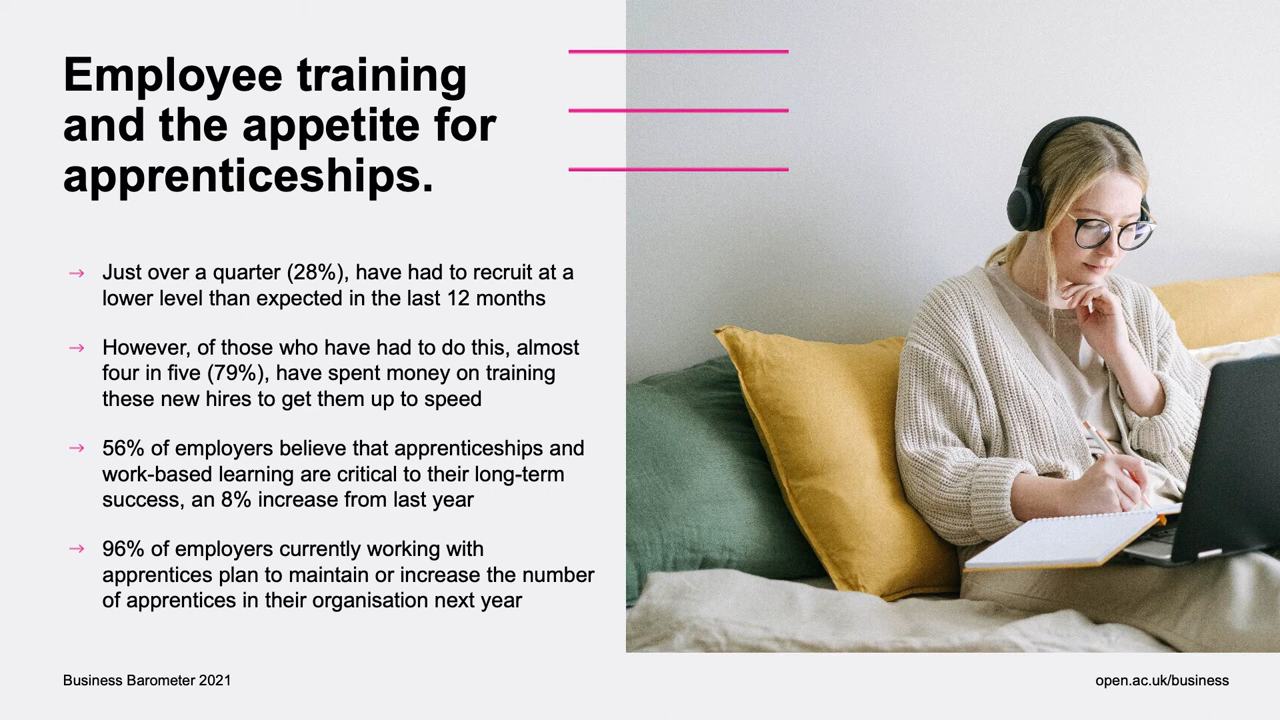 Employee training
and the appetite for
apprenticeships.
→ Just over a quarter (28%), have had to recruit at a
lower level than expected in the last 12 months
→ However, of those who have had to do this, almost
four in five (79%), have spent money on training
these new hires to get them up to speed
→ 56% of employers believe that apprenticeships and
work-based learning are critical to their long-term
success, an 8% increase from last year
→ 96% of employers currently working with
apprentices plan to maintain or increase the number
of apprentices in their organisation next year
Business Barometer 2021
open.ac.uk/business